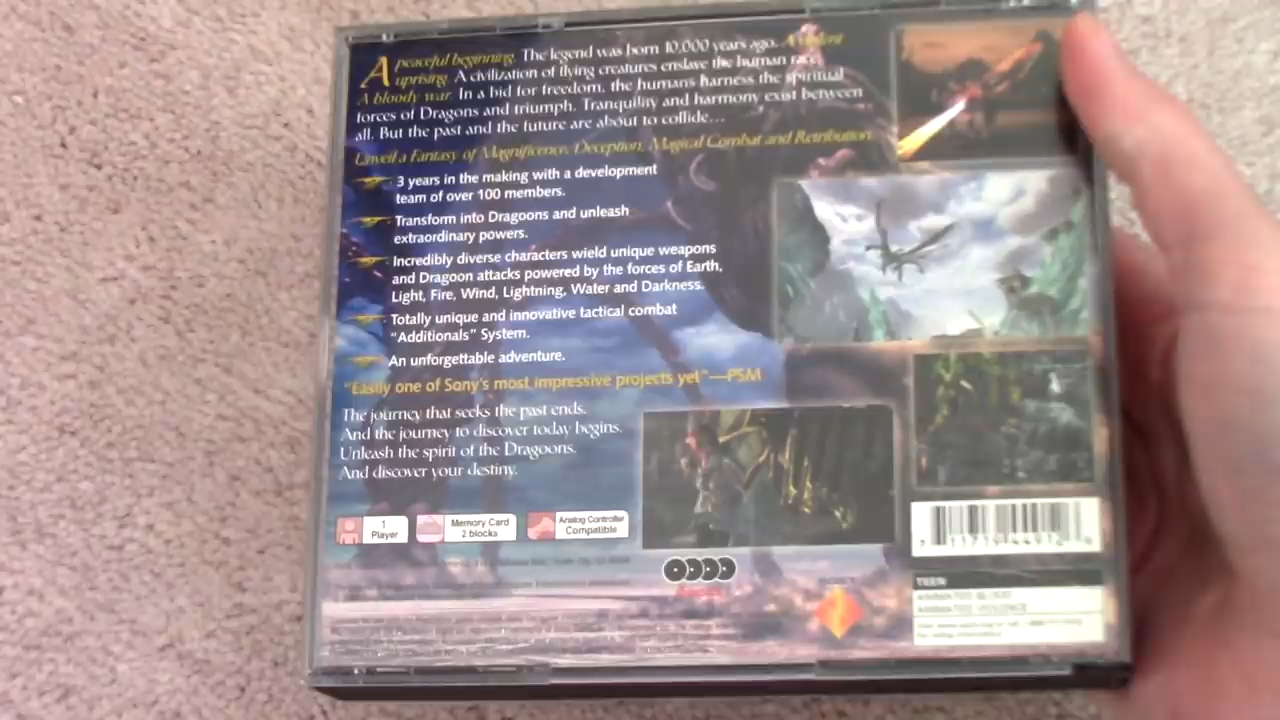 A peaceful beginning. The legend was born 10,000 years ago. A violent
uprising. A civilization of flying creatures enslave the human race.
A bloody war. In a bid for freedom, the humans harness the spiritual
forces of Dragons and triumph. Tranquility and harmony exist between
all. But the past and the future are about to collide...
Unveil a Fantasy of Magnificence, Deception, Magical Combat and Retribution.
3 years in the making with a development
team of over 100 members.
Transform into Dragoons and unleash
extraordinary powers.
Incredibly diverse characters wield unique weapons
and Dragoon attacks powered by the forces of Earth,
Light, Fire, Wind, Lightning, Water and Darkness.
Totally unique and innovative tactical combat
"Additionals" System.
An unforgettable adventure.
"Easily one of Sony's most impressive projects yet"—PSM
The journey that seeks the past ends.
And the journey to discover today begins.
Unleash the spirit of the Dragoons.
And discover your destiny.
1
Player
Memory Card
2 blocks
Analog Controller
Compatible
TEEN
ANIMATED BLOOD
ANIMATED VIOLENCE